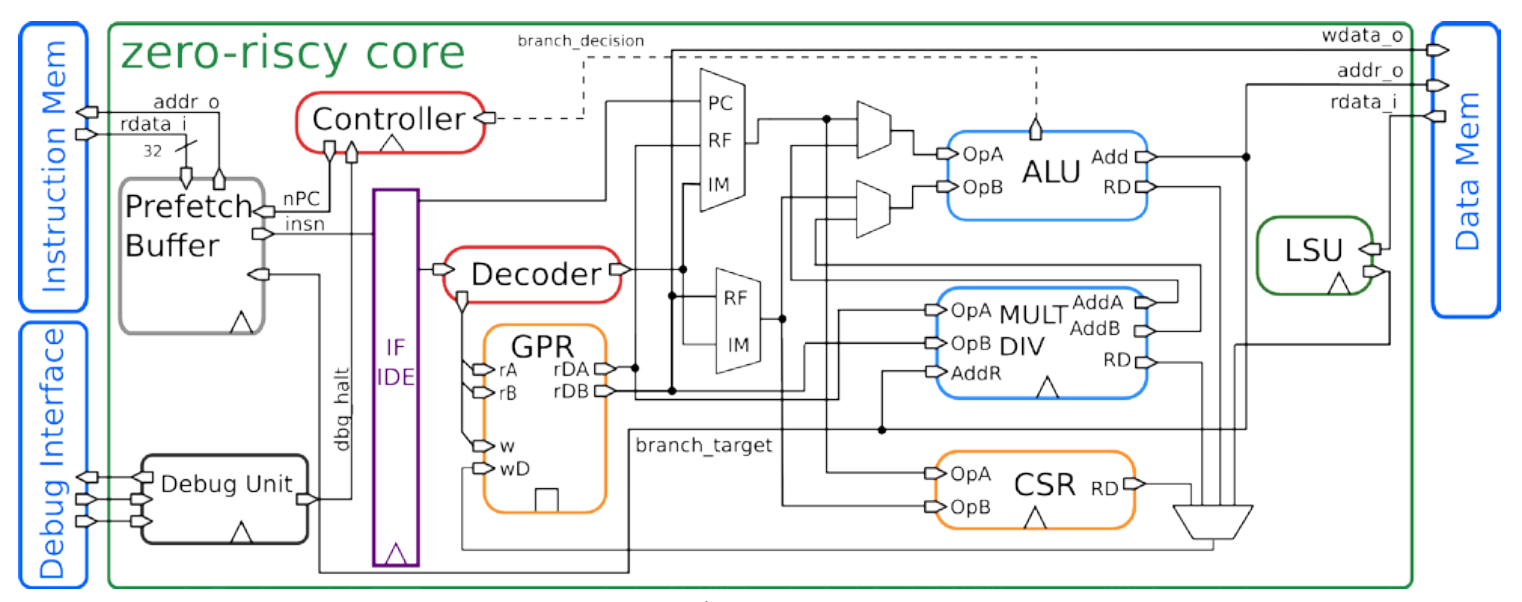 zero-riscy core
Instruction Mem
Debug Interface
Data Mem
branch_decision
wdata_o
addr_o
rdata_i
addr_o
rdata_i
32
Controller
Prefetch
Buffer
nPC
insn
dbg_halt
Debug Unit
IF
IDE
Decoder
GPR
rA
rB
w
wD
rDA
rDB
PC
RF
IM
RF
IM
ALU
OpA
OpB
Add
RD
MULT
DIV
OpA
OpB
AddR
AddA
AddB
RD
branch_target
CSR
OpA
OpB
RD
LSU